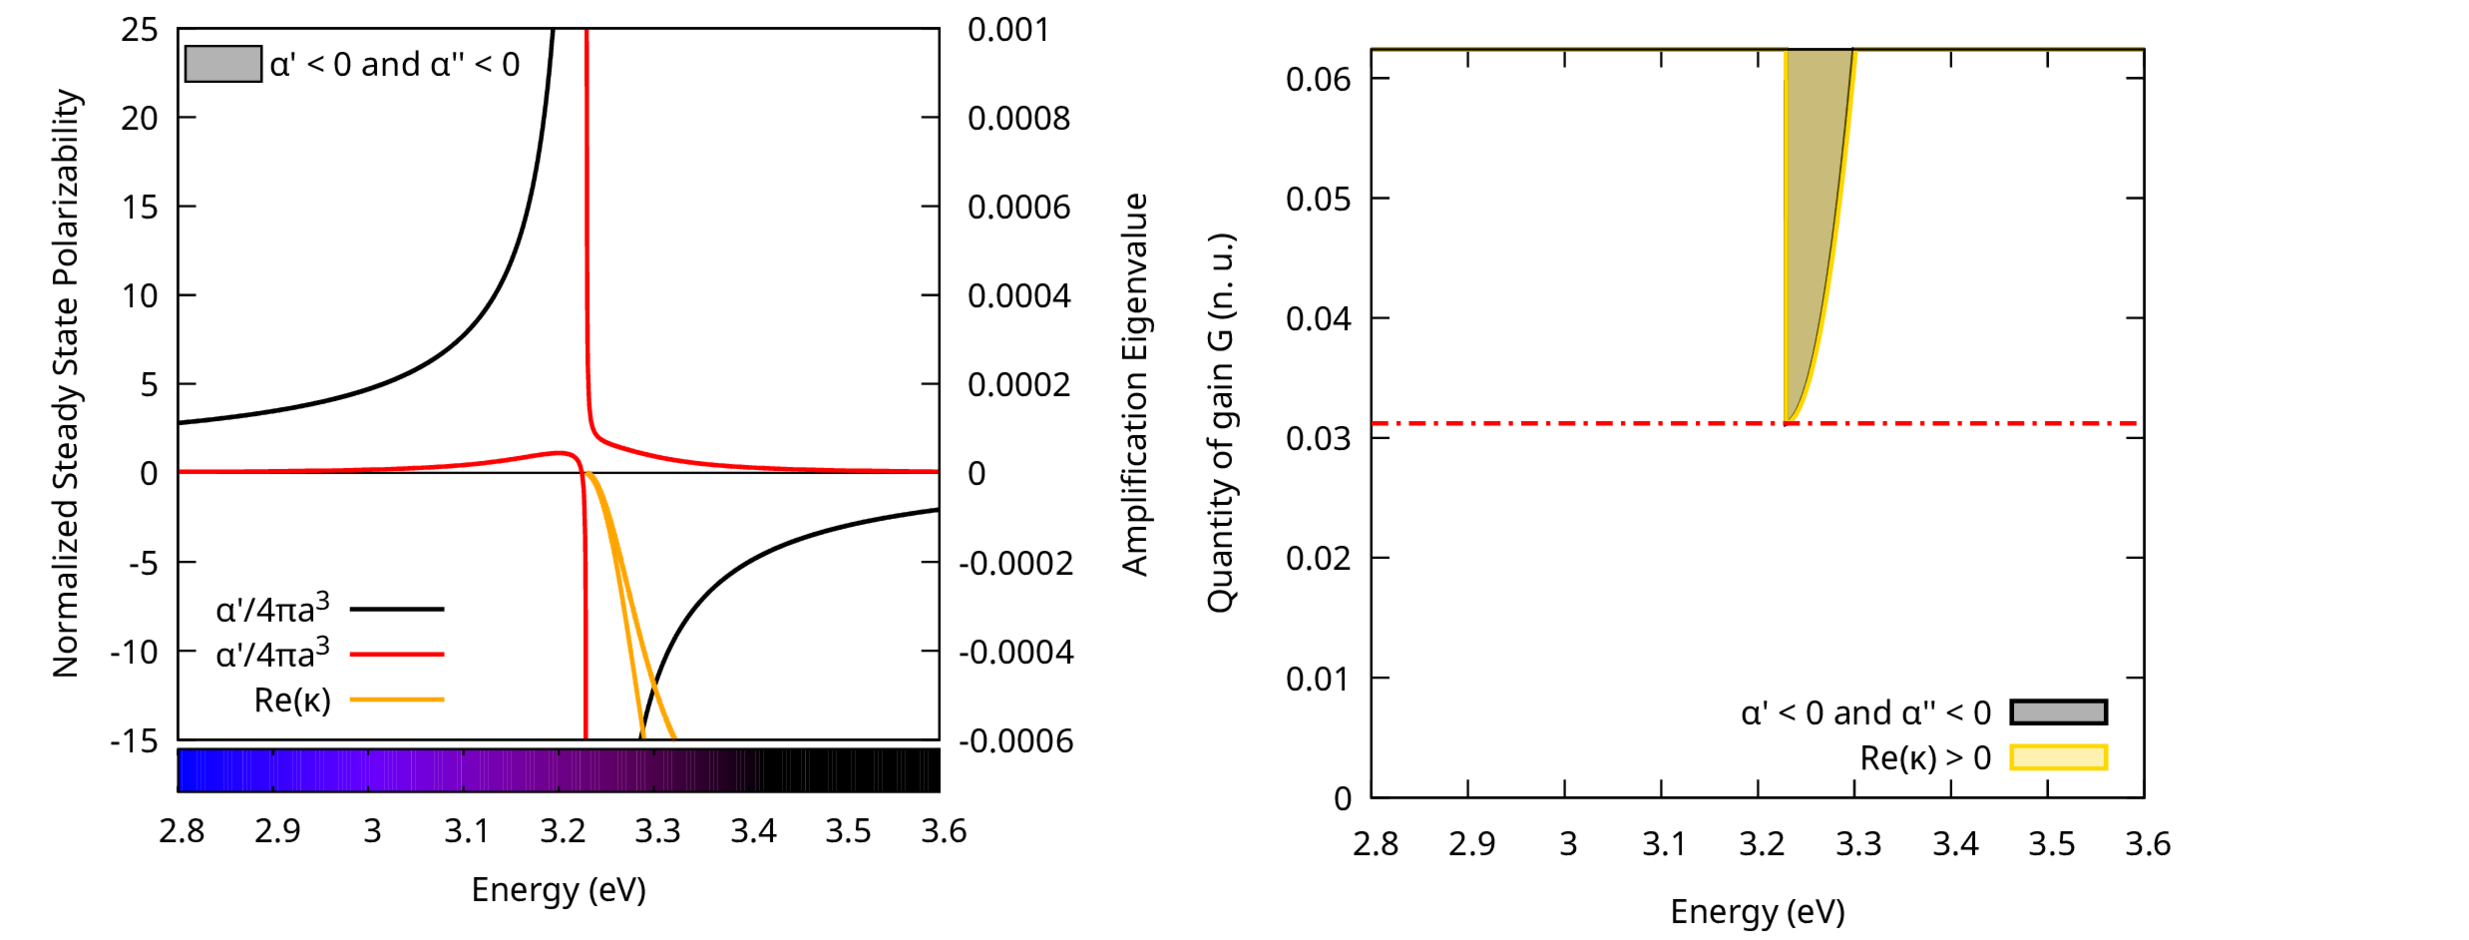 α' < 0 and α'' < 0
Normalized Steady State Polarizability
25
20
15
10
5
0
-5
-10
-15
α'/4πa³
α'/4πa³
Re(κ)
2.8 2.9 3 3.1 3.2 3.3 3.4 3.5 3.6
Energy (eV)
0.001
0.0008
0.0006
0.0004
0.0002
0
-0.0002
-0.0004
-0.0006
Amplification Eigenvalue
Quantity of gain G (n. u.)
0.06
0.05
0.04
0.03
0.02
0.01
0
α' < 0 and α'' < 0
Re(κ) > 0
2.8 2.9 3 3.1 3.2 3.3 3.4 3.5 3.6
Energy (eV)